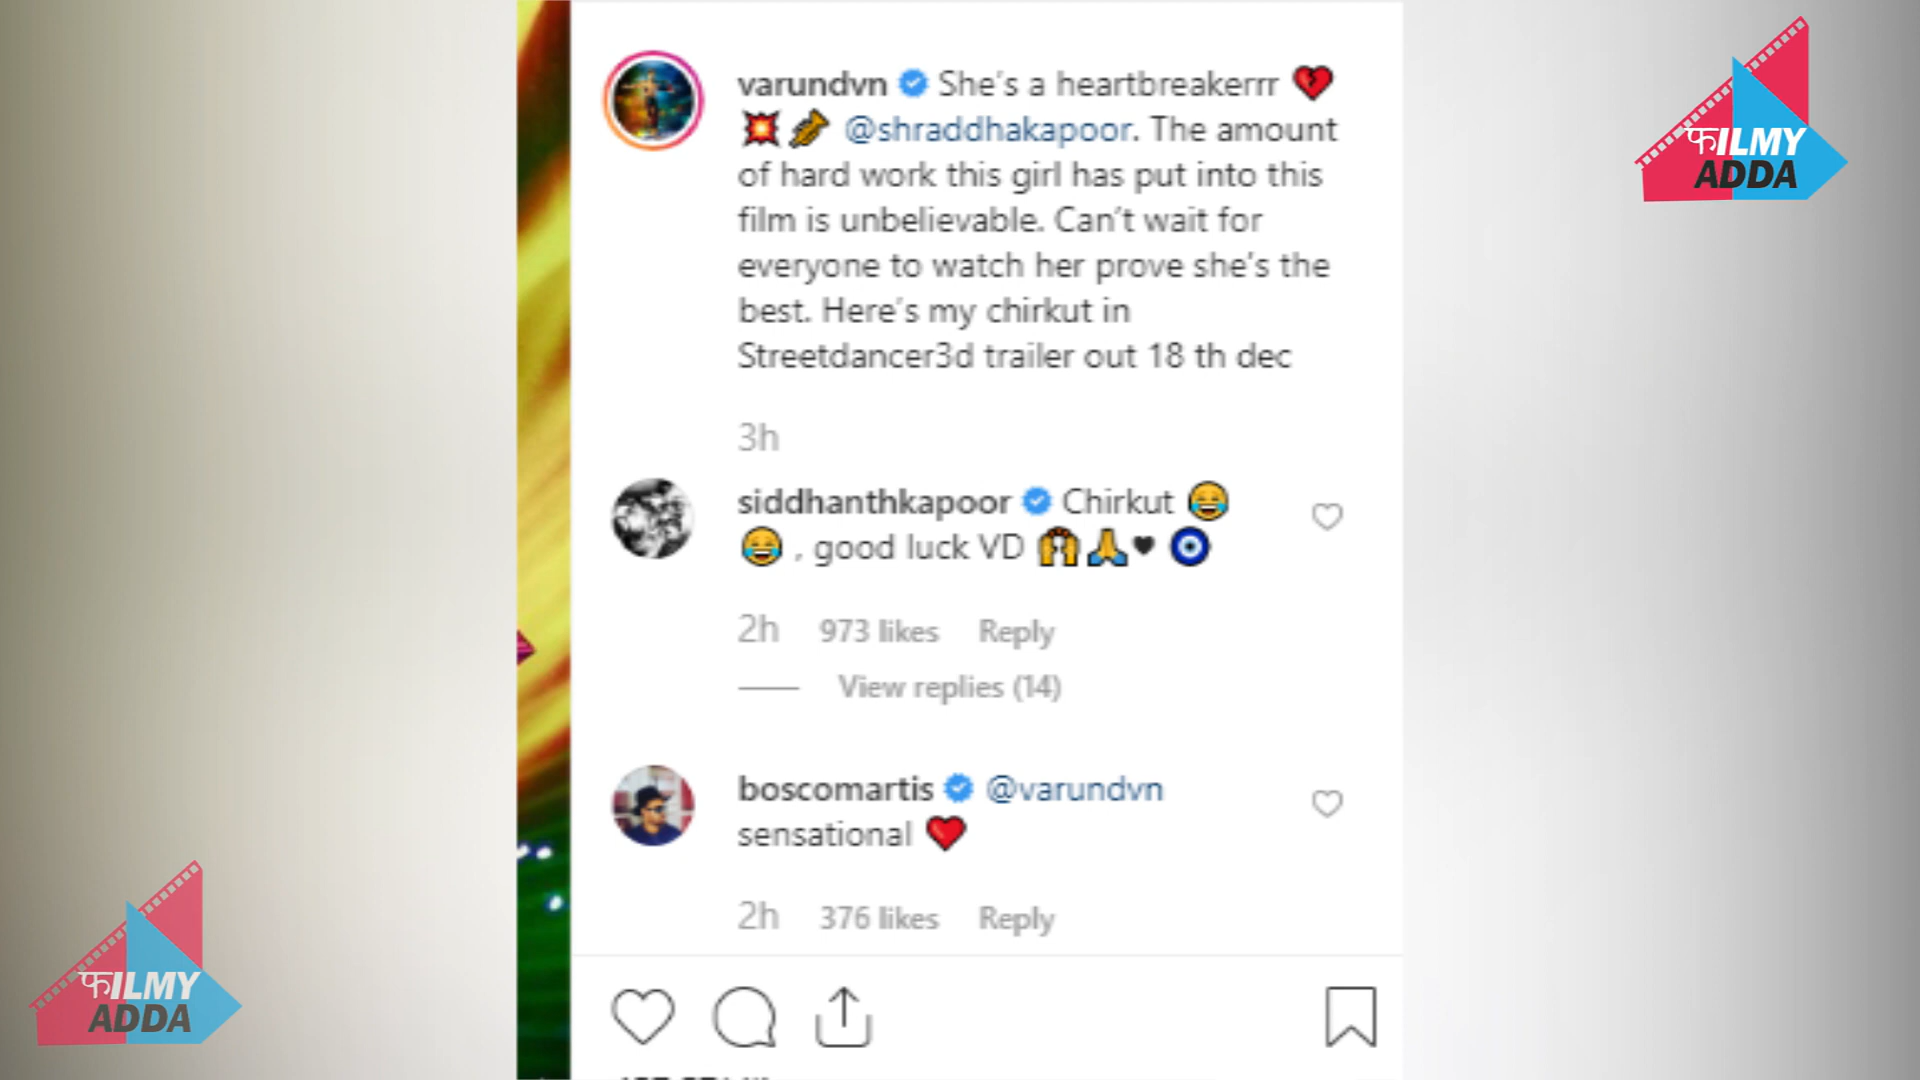 varundvn She's a heartbreakerrr 💔
💥🎺 @shraddhakapoor. The amount
of hard work this girl has put into this
film is unbelievable. Can't wait for
everyone to watch her prove she's the
best. Here's my chirkut in
Streetdancer3d trailer out 18 th dec
3h
siddhanthkapoor Chirkut 😂
😂 , good luck VD 🙌🙏🖤 🧿
2h 973 likes Reply
View replies (14)
boscomartis @varundvn
sensational ❤️
2h 376 likes Reply
फILMY
ADDA
फILMY
ADDA